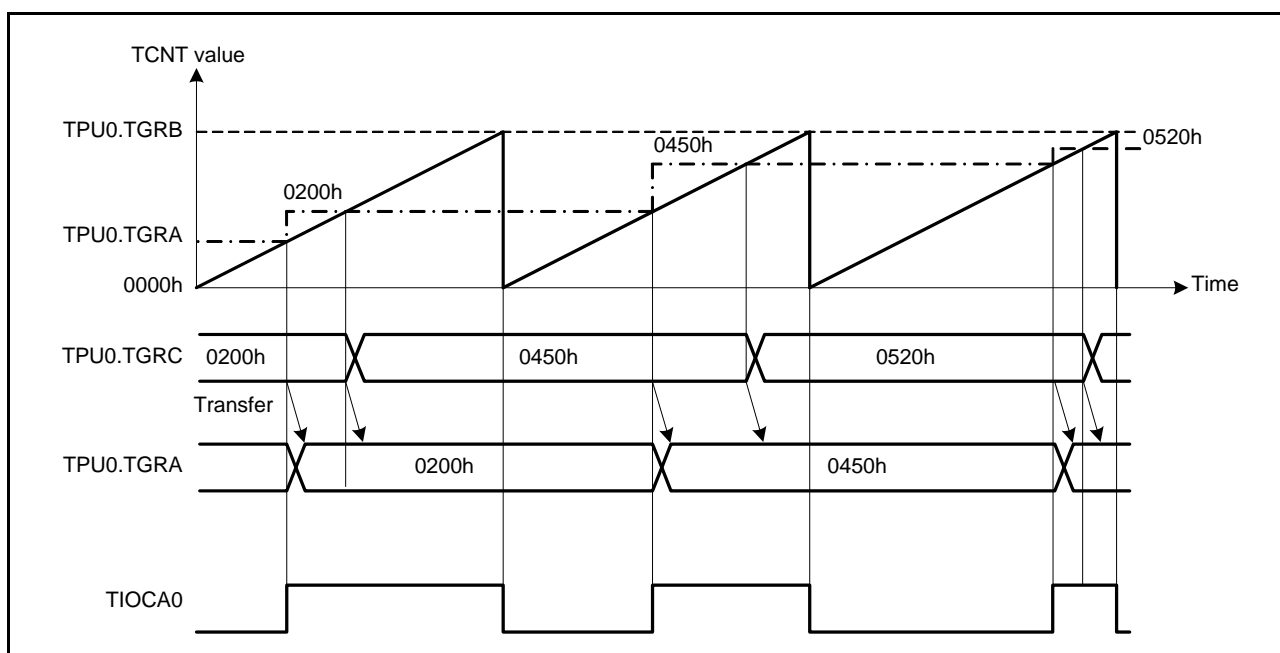 TCNT value
TPU0.TGRB
0520h
0450h
0200h
TPU0.TGRA
0000h
Time
TPU0.TGRC
0200h
0450h
0520h
Transfer
TPU0.TGRA
0200h
0450h
TIOCA0